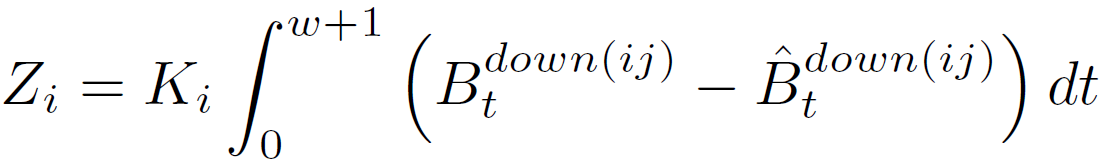 Z_i = K_i \int_0^{w+1} \left( B_t^{down(ij)} - \hat{B}_t^{down(ij)} \right) dt